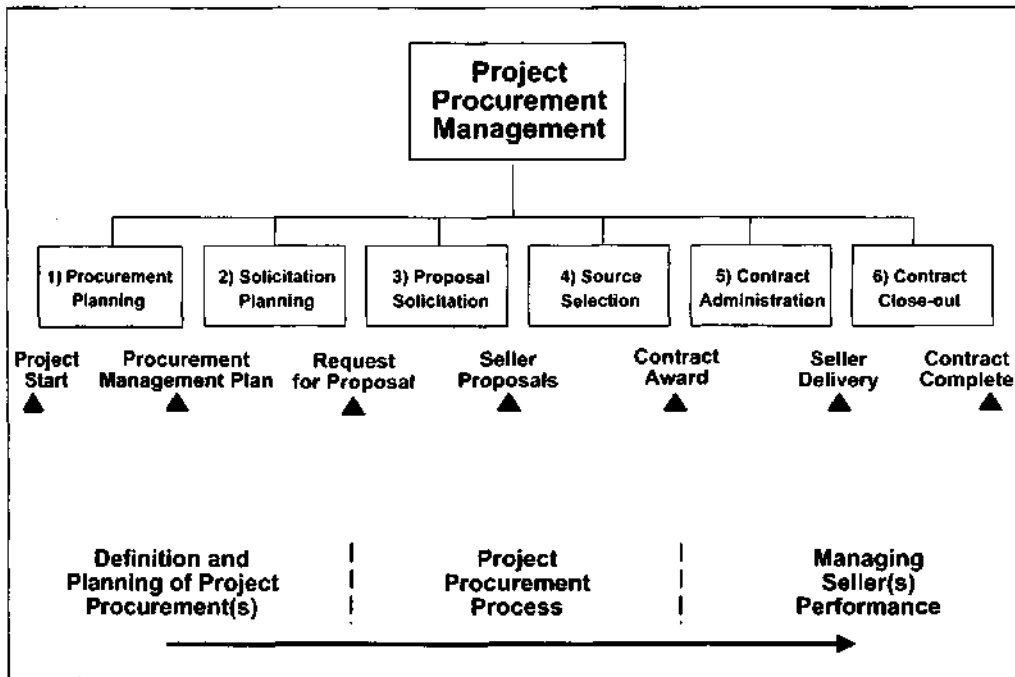 Project
Procurement
Management
1) Procurement
Planning
2) Solicitation
Planning
3) Proposal
Solicitation
4) Source
Selection
5) Contract
Administration
6) Contract
Close-out
Project
Start
Procurement
Management Plan
Request
for Proposal
Seller
Proposals
Contract
Award
Seller
Delivery
Contract
Complete
Definition and
Planning of Project
Procurement(s)
Project
Procurement
Process
Managing
Seller(s)
Performance